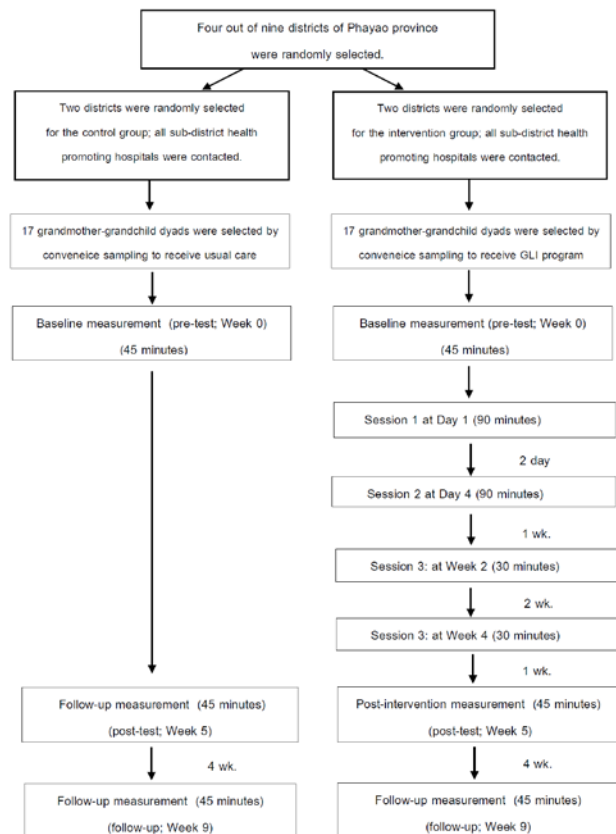 Four out of nine districts of Phayao province
were randomly selected.
Two districts were randomly selected
for the control group; all sub-district health
promoting hospitals were contacted.
Two districts were randomly selected
for the intervention group; all sub-district health
promoting hospitals were contacted.
17 grandmother-grandchild dyads were selected by
conveneice sampling to receive usual care
17 grandmother-grandchild dyads were selected by
conveneice sampling to receive GLI program
Baseline measurement (pre-test; Week 0)
(45 minutes)
Baseline measurement (pre-test; Week 0)
(45 minutes)
Session 1 at Day 1 (90 minutes)
2 day
Session 2 at Day 4 (90 minutes)
1 wk.
Session 3: at Week 2 (30 minutes)
2 wk.
Session 3: at Week 4 (30 minutes)
1 wk.
Follow-up measurement (45 minutes)
(post-test; Week 5)
Post-intervention measurement (45 minutes)
(post-test; Week 5)
4 wk.
4 wk.
Follow-up measurement (45 minutes)
(follow-up; Week 9)
Follow-up measurement (45 minutes)
(follow-up; Week 9)